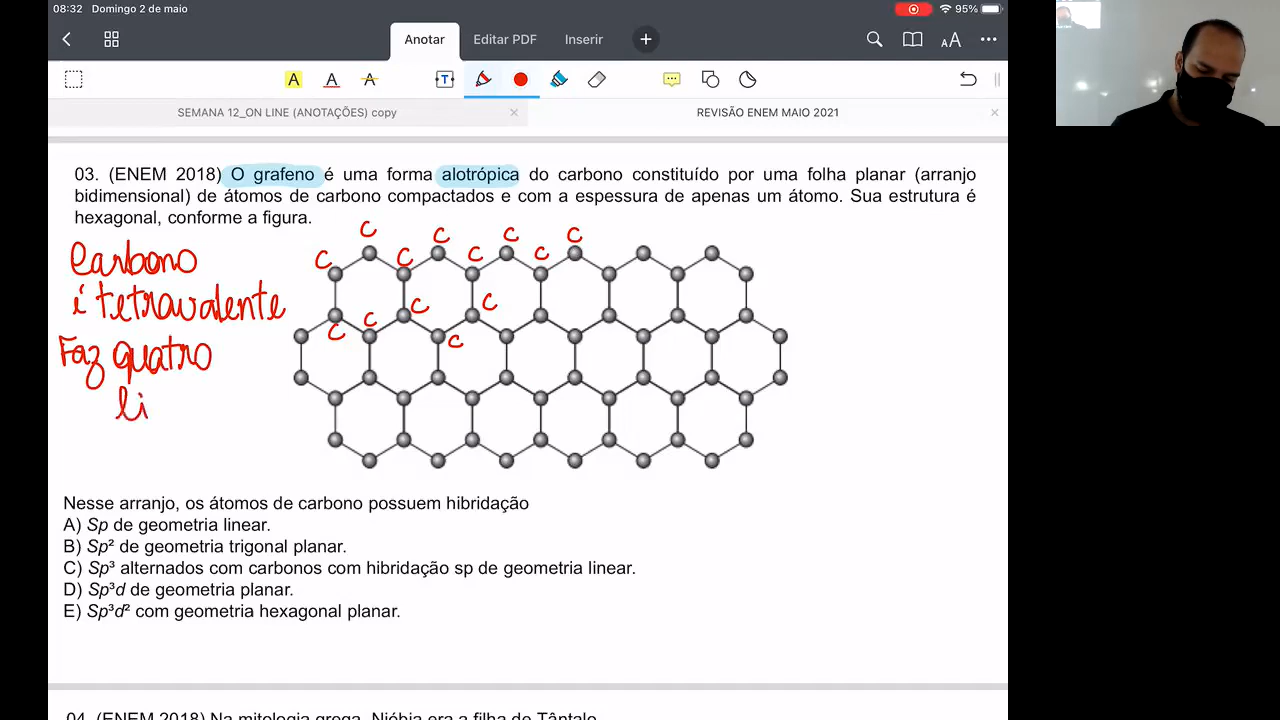 08:32 Domingo 2 de maio
95%
Anotar
Editar PDF
Inserir
AA
A A A T
SEMANA 12_ON LINE (ANOTAÇÕES) copy
REVISÃO ENEM MAIO 2021
03. (ENEM 2018) O grafeno é uma forma alotrópica do carbono constituído por uma folha planar (arranjo
bidimensional) de átomos de carbono compactados e com a espessura de apenas um átomo. Sua estrutura é
hexagonal, conforme a figura.
C C C C
C C C C
C C
C C C
Carbono
é tetravalente
Faz quatro
li
Nesse arranjo, os átomos de carbono possuem hibridação
A) Sp de geometria linear.
B) Sp² de geometria trigonal planar.
C) Sp³ alternados com carbonos com hibridação sp de geometria linear.
D) Sp³d de geometria planar.
E) Sp³d² com geometria hexagonal planar.
04. (ENEM 2018) Na mitologia grega, Nióbia era a filha de Tântalo